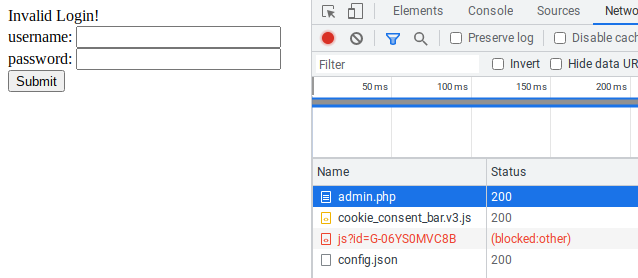 Invalid Login!
username:
password:
Submit
Elements Console Sources Netwo
Preserve log Disable cach
Filter Invert Hide data UR
50 ms 100 ms 150 ms 200 ms
Name Status
admin.php 200
cookie_consent_bar.v3.js 200
js?id=G-06YS0MVC8B (blocked:other)
config.json 200